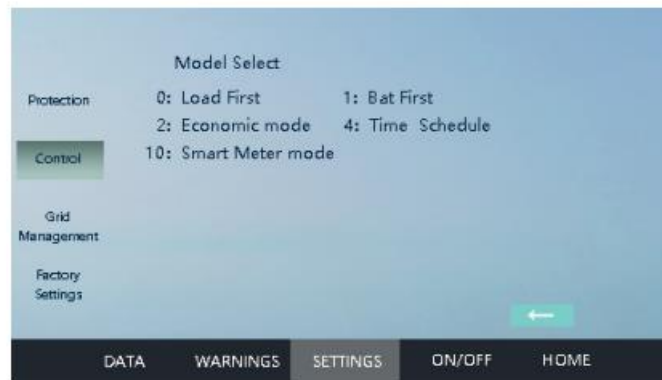 Model Select
Protection
0: Load First 1: Bat First
2: Economic mode 4: Time Schedule
Control
10: Smart Meter mode
Grid
Management
Factory
Settings
DATA WARNINGS SETTINGS ON/OFF HOME